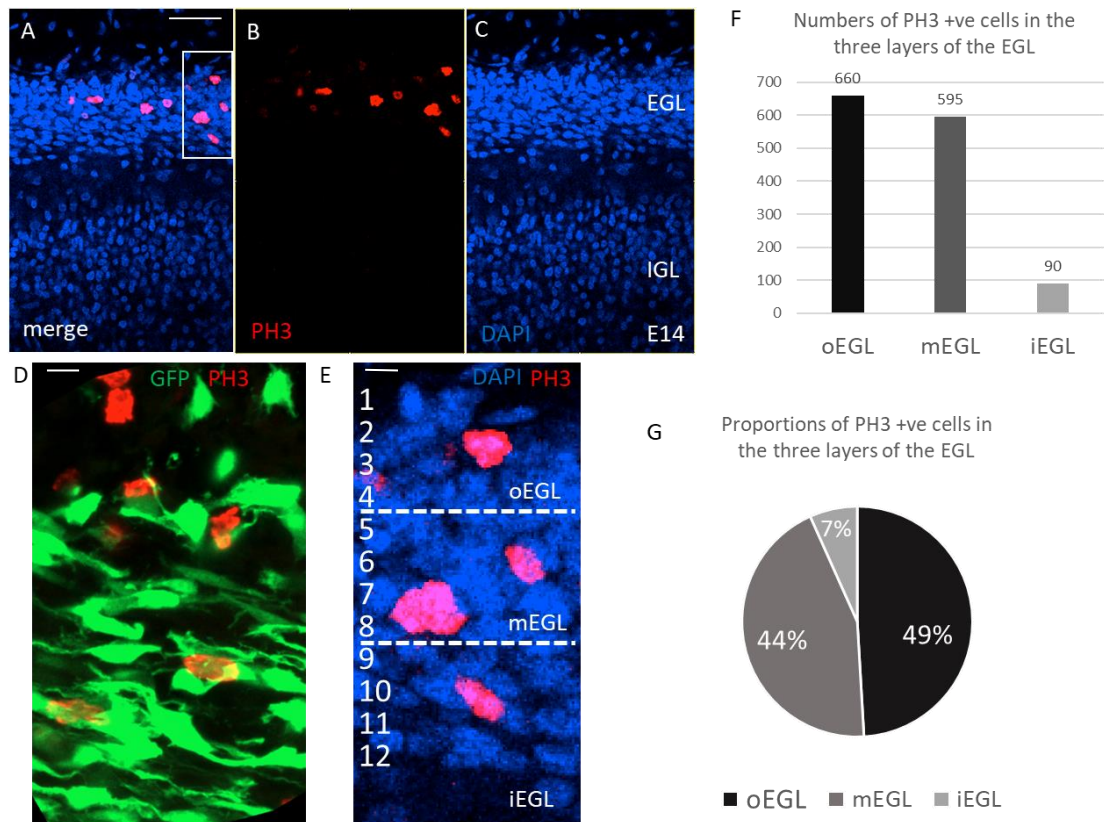 A
EGL
IGL
merge
B
PH3
C
DAPI
E14
D
GFP PH3
E
DAPI PH3
1
2
3
4
oEGL
5
6
7
8
mEGL
9
10
11
12
iEGL
F
Numbers of PH3 +ve cells in the
three layers of the EGL
700
600
500
400
300
200
100
0
660
595
90
oEGL mEGL iEGL
G
Proportions of PH3 +ve cells in
the three layers of the EGL
7%
44%
49%
oEGL mEGL iEGL